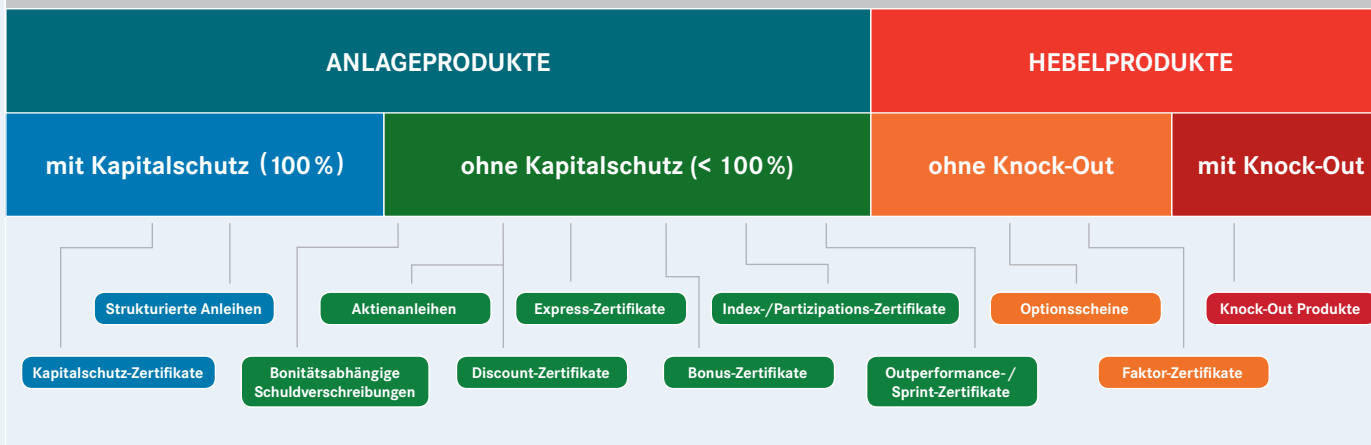 ANLAGEPRODUKTE
HEBELPRODUKTE
mit Kapitalschutz (100 %)
ohne Kapitalschutz (< 100 %)
ohne Knock-Out
mit Knock-Out
Strukturierte Anleihen
Aktienanleihen
Express-Zertifikate
Index-/Partizipations-Zertifikate
Optionsscheine
Knock-Out Produkte
Kapitalschutz-Zertifikate
Bonitätsabhängige
Schuldverschreibungen
Discount-Zertifikate
Bonus-Zertifikate
Outperformance-/
Sprint-Zertifikate
Faktor-Zertifikate